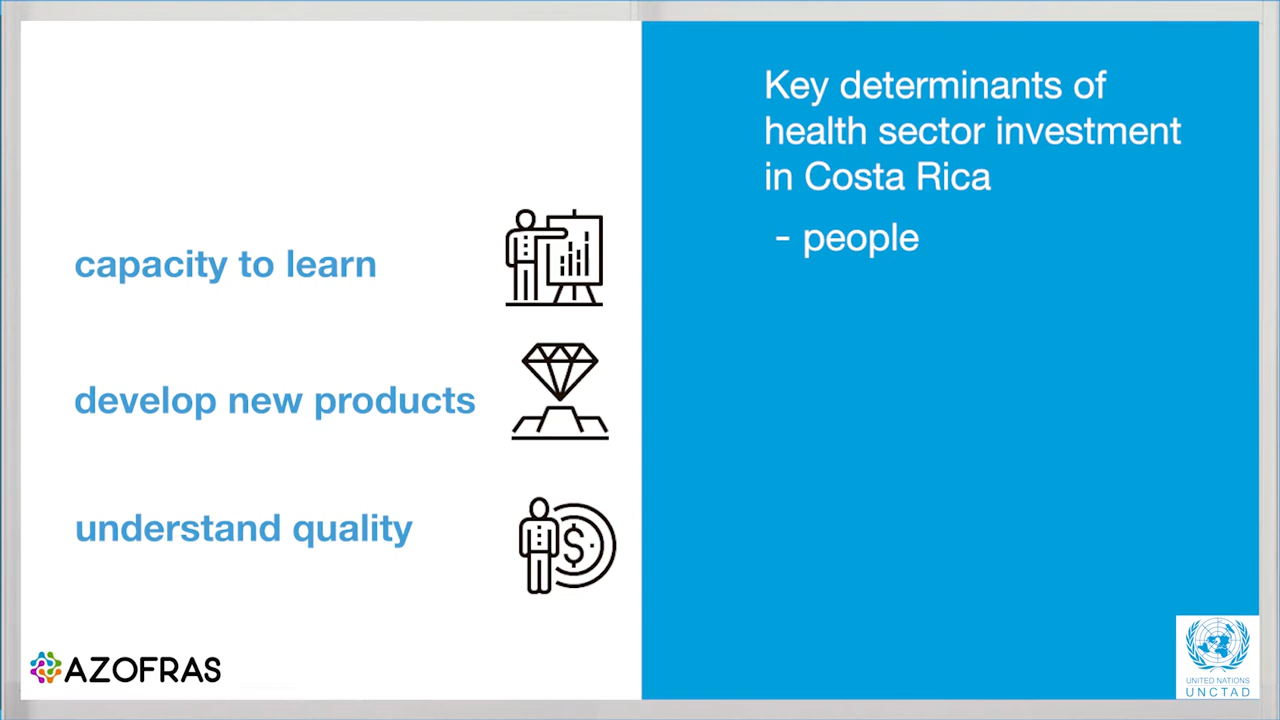 capacity to learn
develop new products
understand quality
AZOFRAS
Key determinants of
health sector investment
in Costa Rica
- people
UNITED NATIONS
UNCTAD